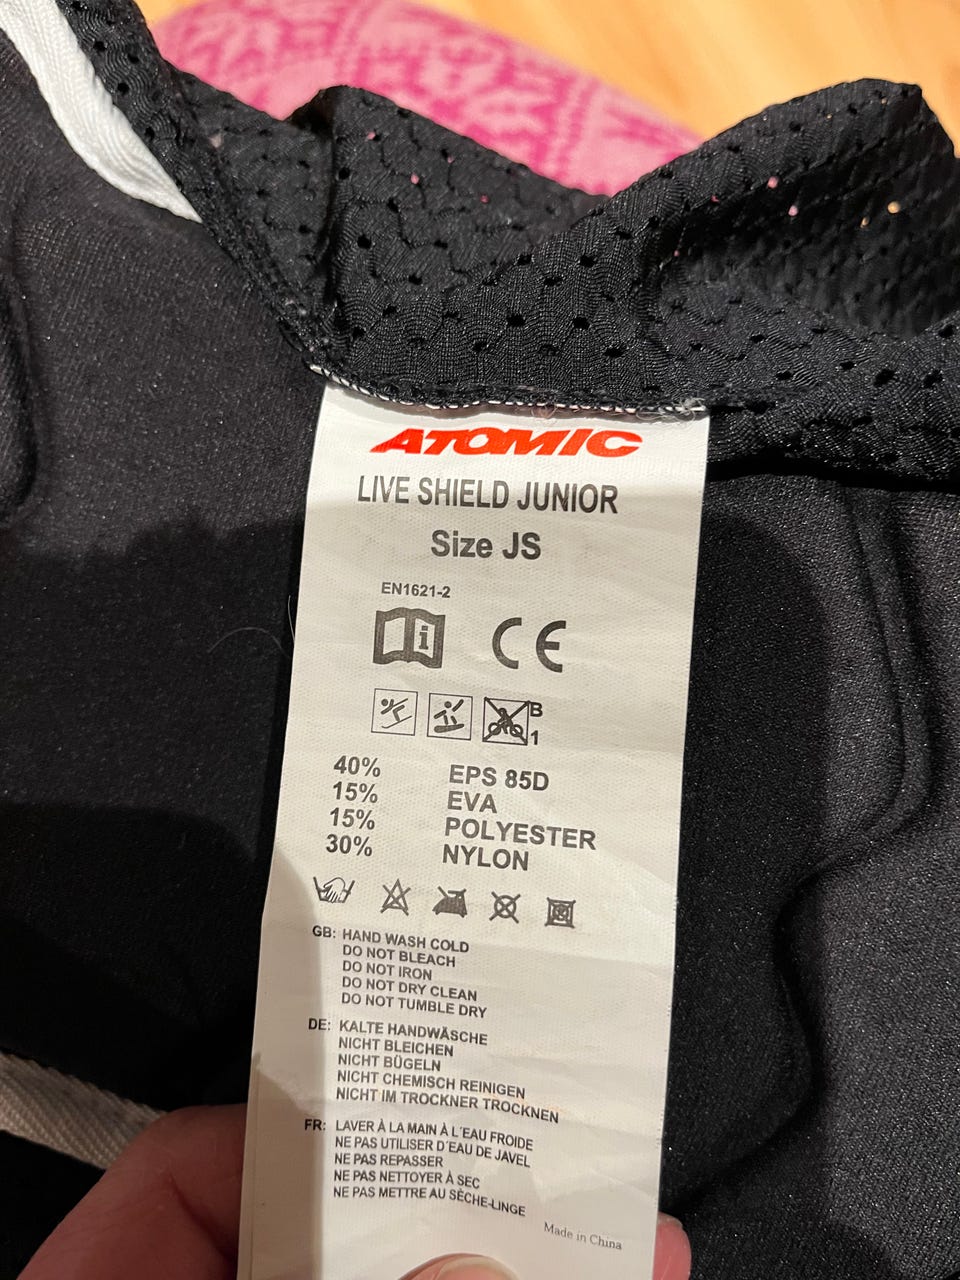 ATOMIC
LIVE SHIELD JUNIOR
Size JS
EN1621-2
i CE
B
1
40% EPS 85D
15% EVA
15% POLYESTER
30% NYLON
GB: HAND WASH COLD
DO NOT BLEACH
DO NOT IRON
DO NOT DRY CLEAN
DO NOT TUMBLE DRY
DE: KALTE HANDWÄSCHE
NICHT BLEICHEN
NICHT BÜGELN
NICHT CHEMISCH REINIGEN
NICHT IM TROCKNER TROCKNEN
FR: LAVER À LA MAIN À L´EAU FROIDE
NE PAS UTILISER D´EAU DE JAVEL
NE PAS REPASSER
NE PAS NETTOYER À SEC
NE PAS METTRE AU SÈCHE-LINGE
Made in China